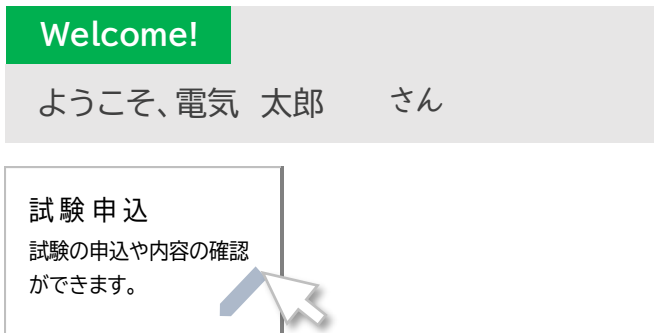 Welcome!
ようこそ、電気 太郎 さん
試験申込
試験の申込や内容の確認
ができます。